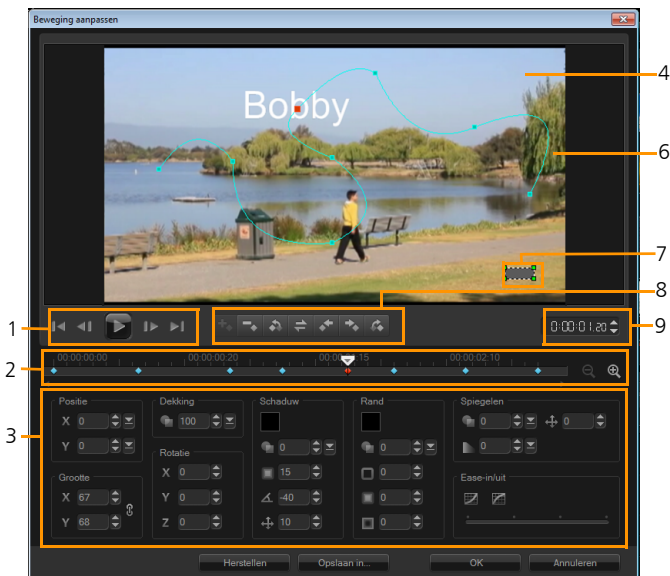 Beweging aanpassen
Bobby
4
6
7
8
1
0:00:01.20
9
2
00:00:00:00 00:00:00:20 00:00:02:10
3
Positie Dekking Schaduw Rand Spiegelen
X 0 100 0
Y 0 0 0 0
Rotatie
X 0 15 0
Grootte Ease-in/uit
X 67 Y 0 -40 0
Y 68 Z 0 10 0
Herstellen Opslaan in... OK Annuleren